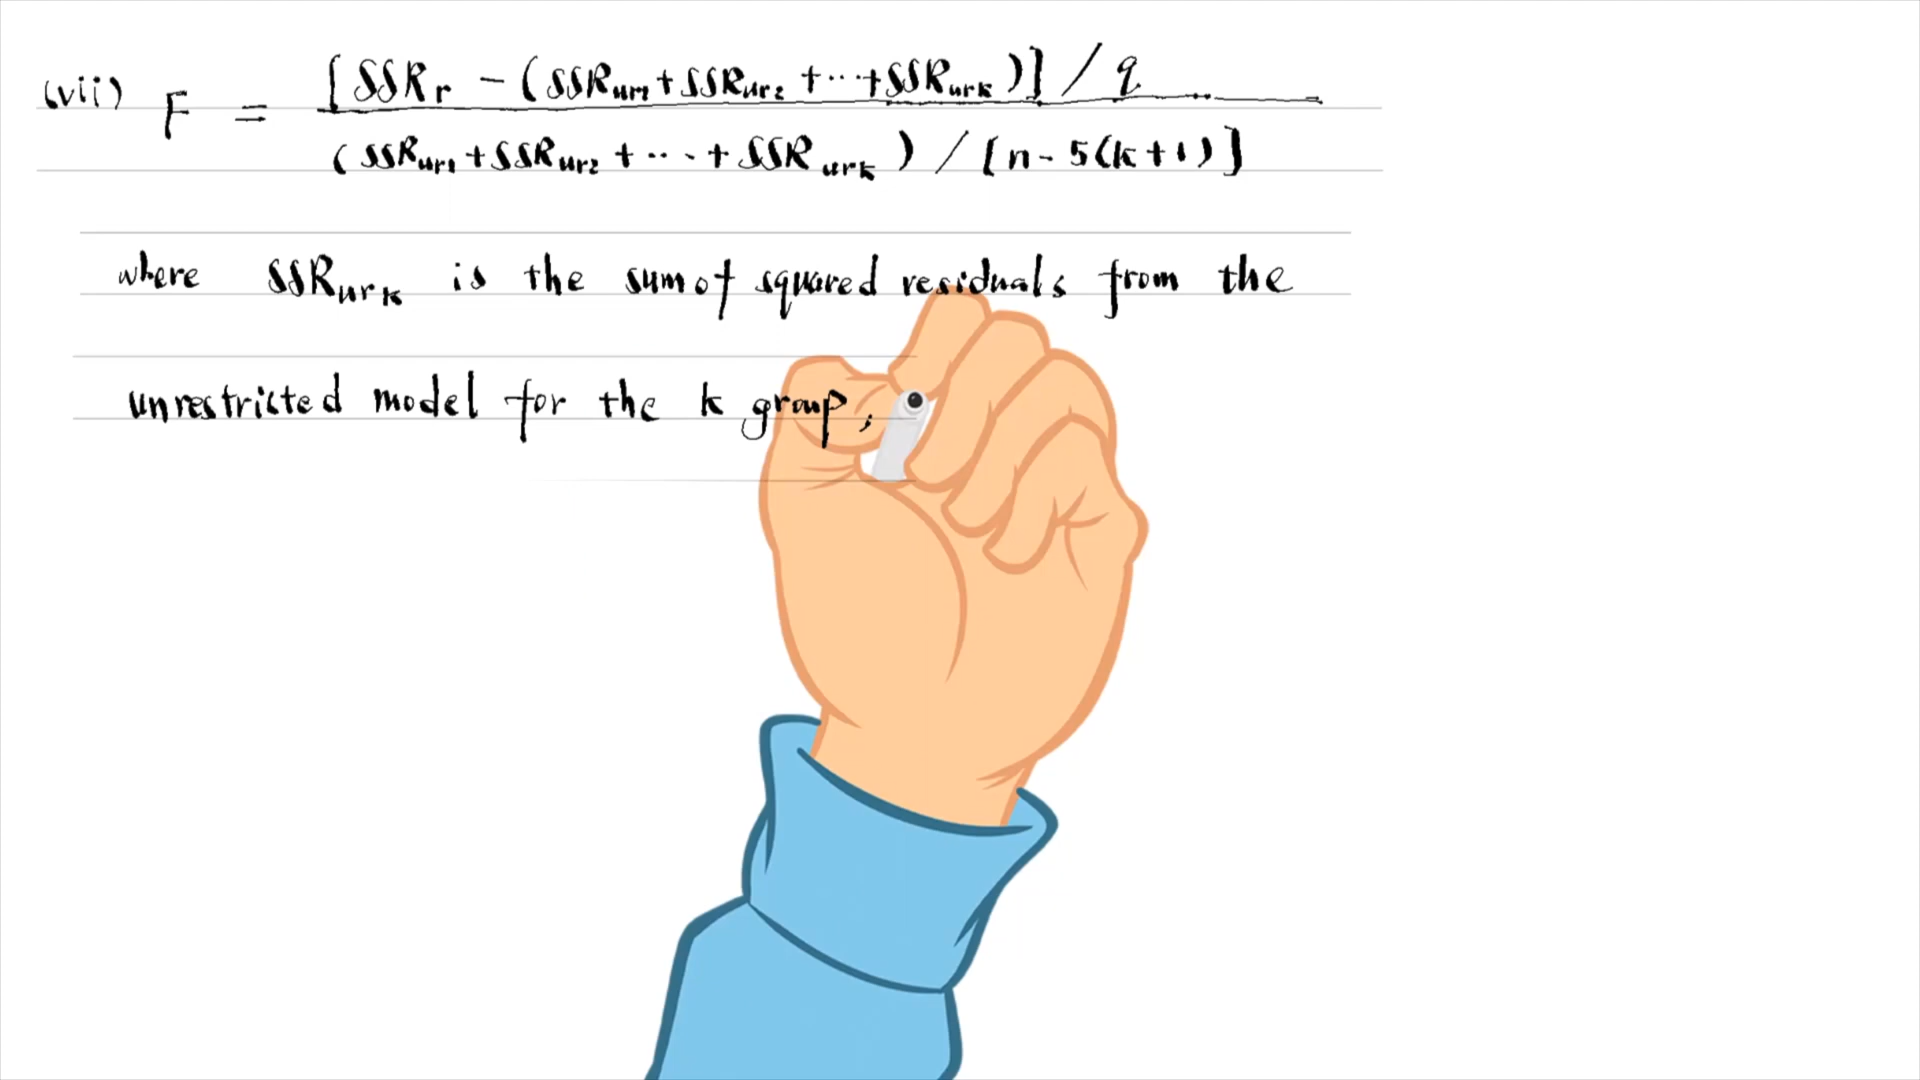 (vii) F = [SSRr - (SSRur1 + SSRur2 + ... + SSRurk)] / q
(SSRur1 + SSRur2 + ... + SSRurk) / [n - 5(k+1)]
where SSRurk is the sum of squared residuals from the
unrestricted model for the k group,